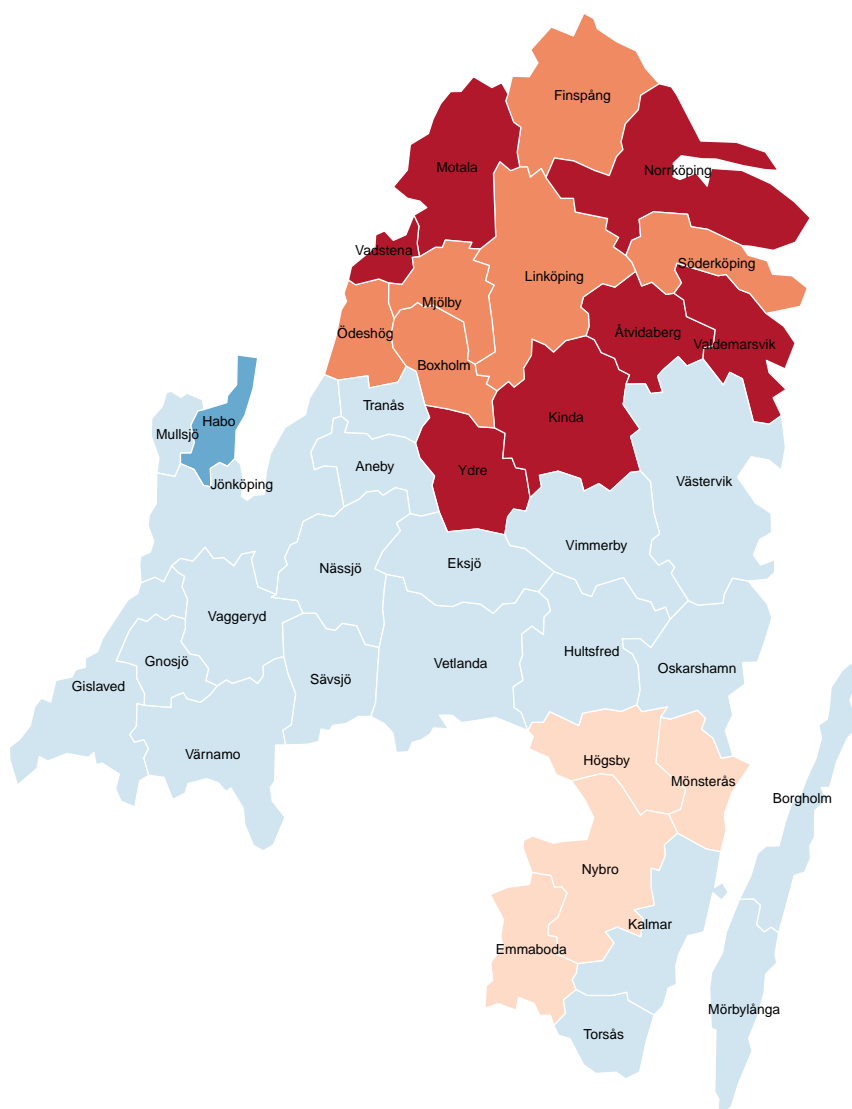 Finspång
Motala
Norrköping
Vadstena
Söderköping
Linköping
Mjölby
Ödeshög
Åtvidaberg
Valdemarsvik
Boxholm
Tranås
Kinda
Habo
Mullsjö
Aneby
Ydre
Jönköping
Västervik
Vimmerby
Nässjö
Eksjö
Vaggeryd
Hultsfred
Gnosjö
Vetlanda
Oskarshamn
Sävsjö
Gislaved
Värnamo
Högsby
Mönsterås
Borgholm
Nybro
Kalmar
Emmaboda
Mörbylånga
Torsås